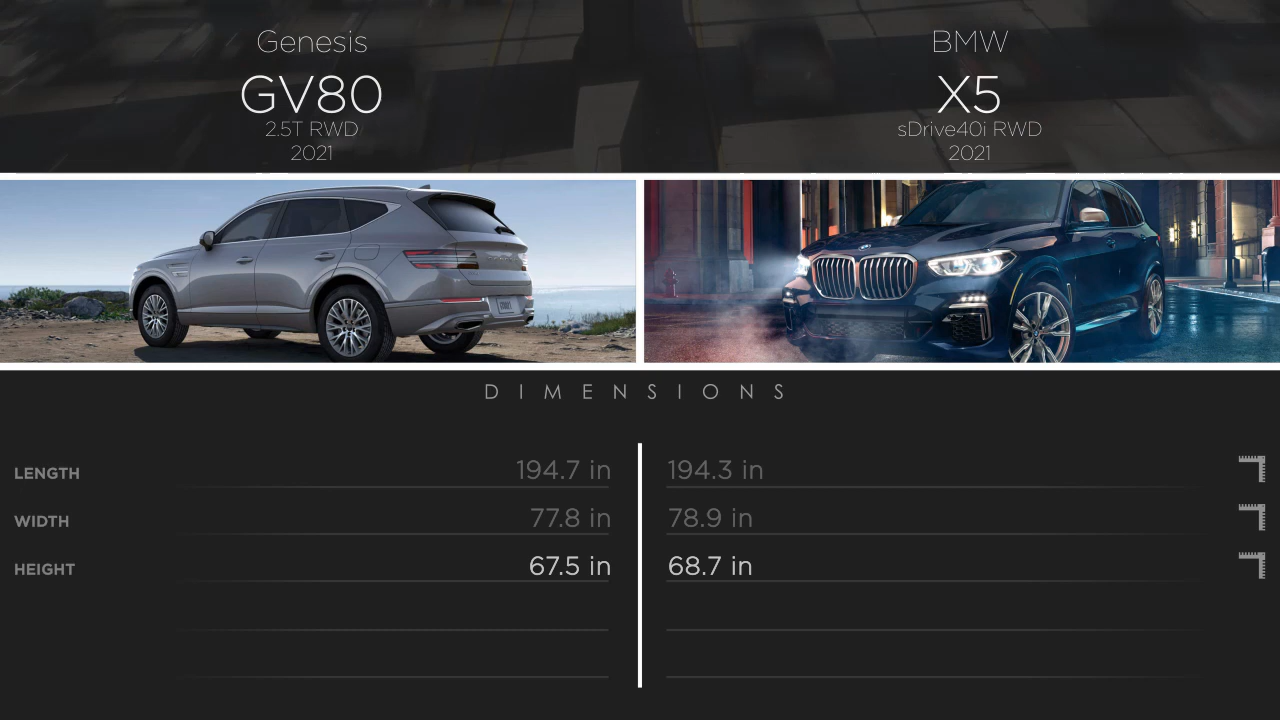 Genesis
GV80
2.5T RWD
2021
BMW
X5
sDrive40i RWD
2021
DIMENSIONS
LENGTH 194.7 in 194.3 in
WIDTH 77.8 in 78.9 in
HEIGHT 67.5 in 68.7 in